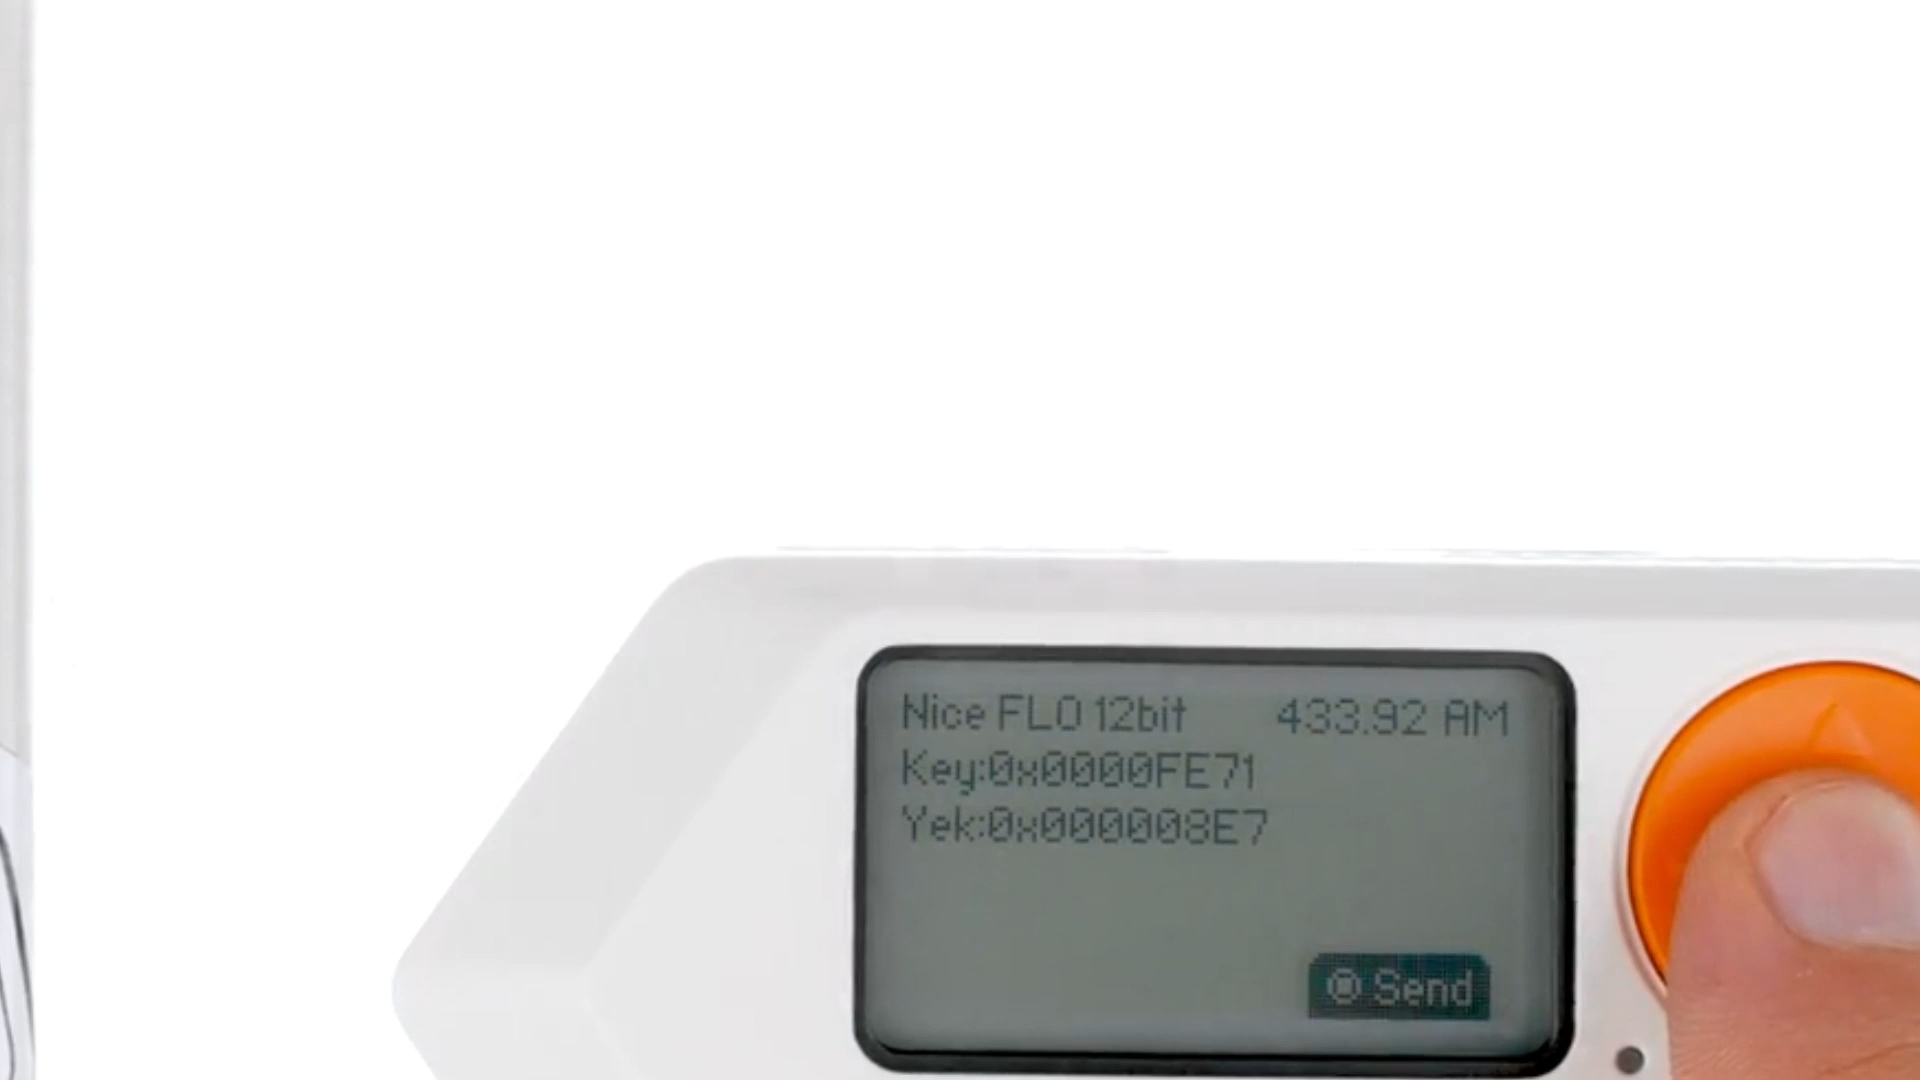 Nice FLO 12bit 433.92 AM
Key:0x0000FE71
Yek:0x000008E7
Send